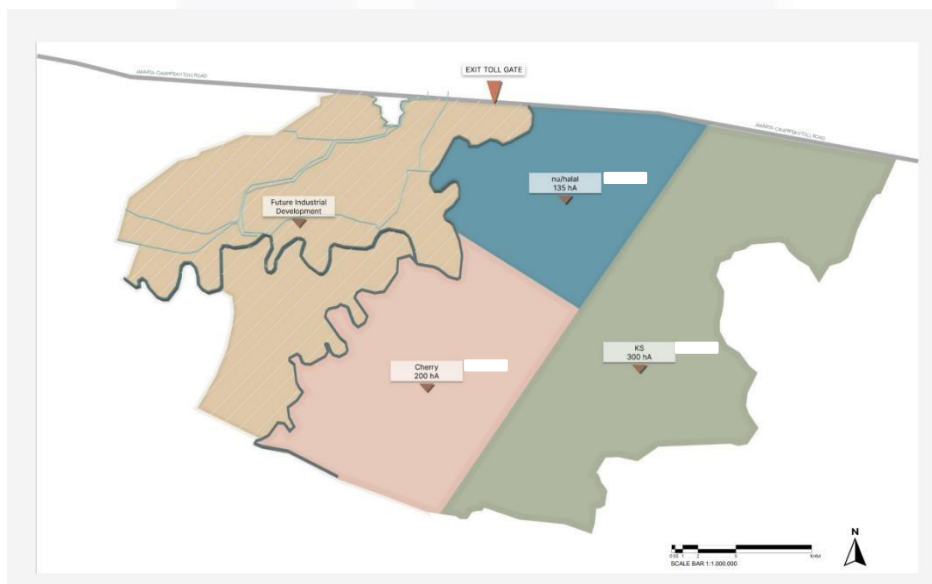 EXIT TOLL GATE
nu/halal
135 hA
Future Industrial
Development
KS
300 hA
Cherry
200 hA
N
SCALE BAR 1:1.000.000